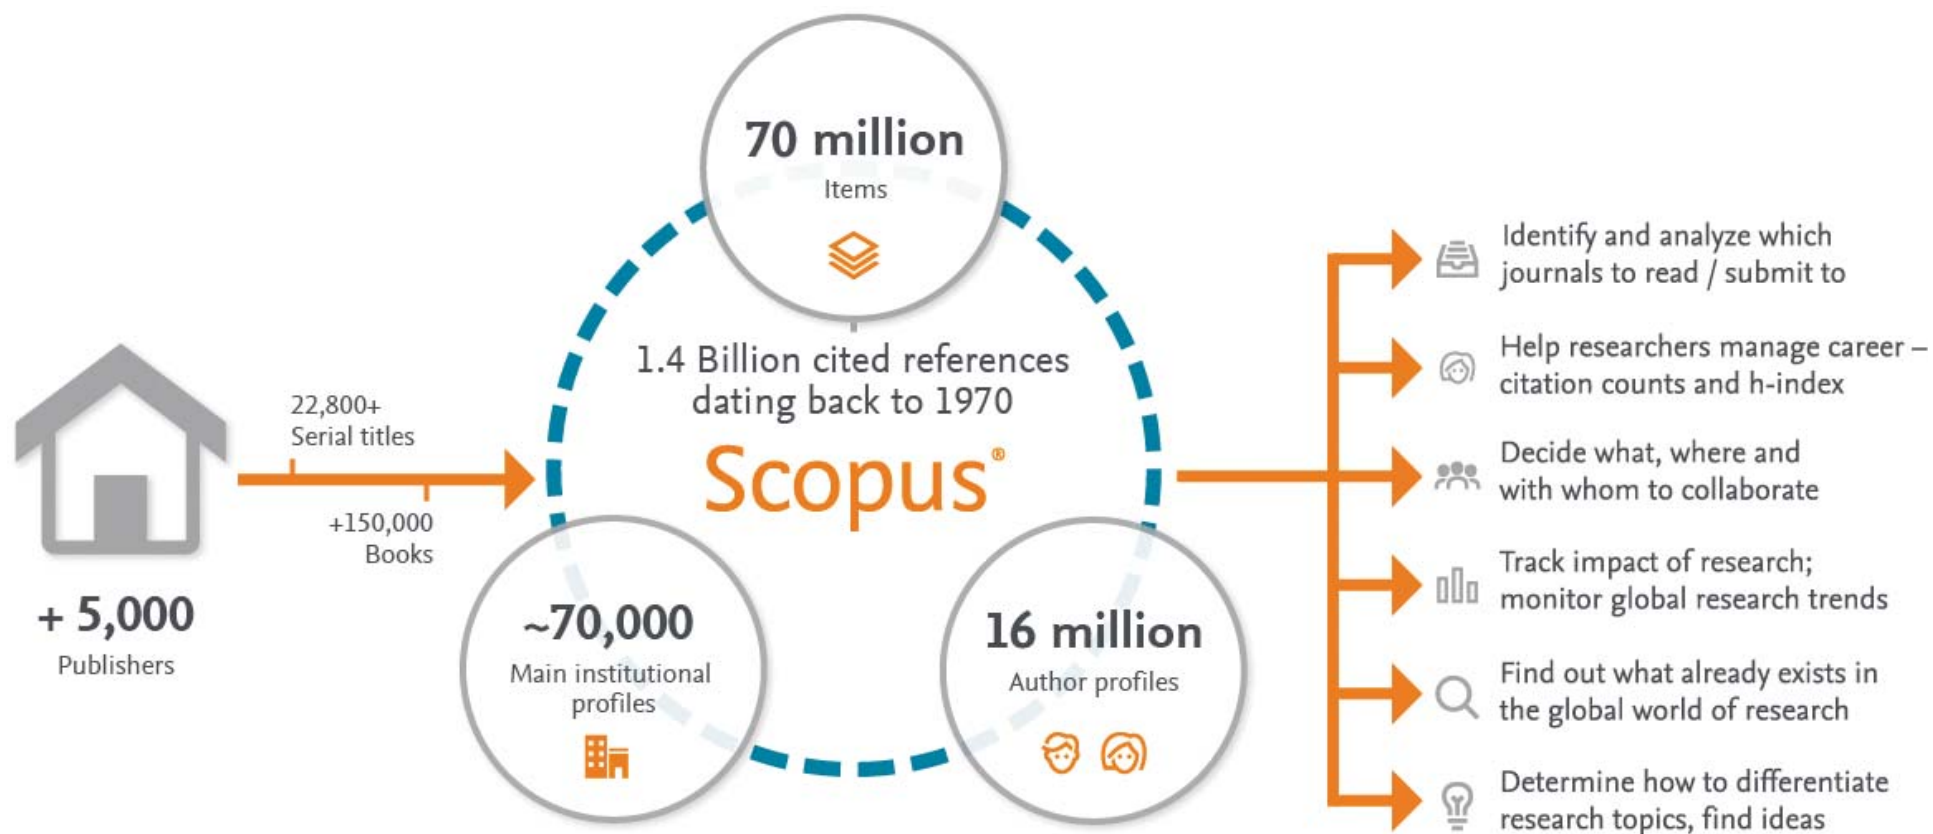 + 5,000
Publishers
22,800+
Serial titles
+150,000
Books
70 million
Items
1.4 Billion cited references
dating back to 1970
Scopus®
~70,000
Main institutional
profiles
16 million
Author profiles
Identify and analyze which
journals to read / submit to
Help researchers manage career –
citation counts and h-index
Decide what, where and
with whom to collaborate
Track impact of research;
monitor global research trends
Find out what already exists in
the global world of research
Determine how to differentiate
research topics, find ideas